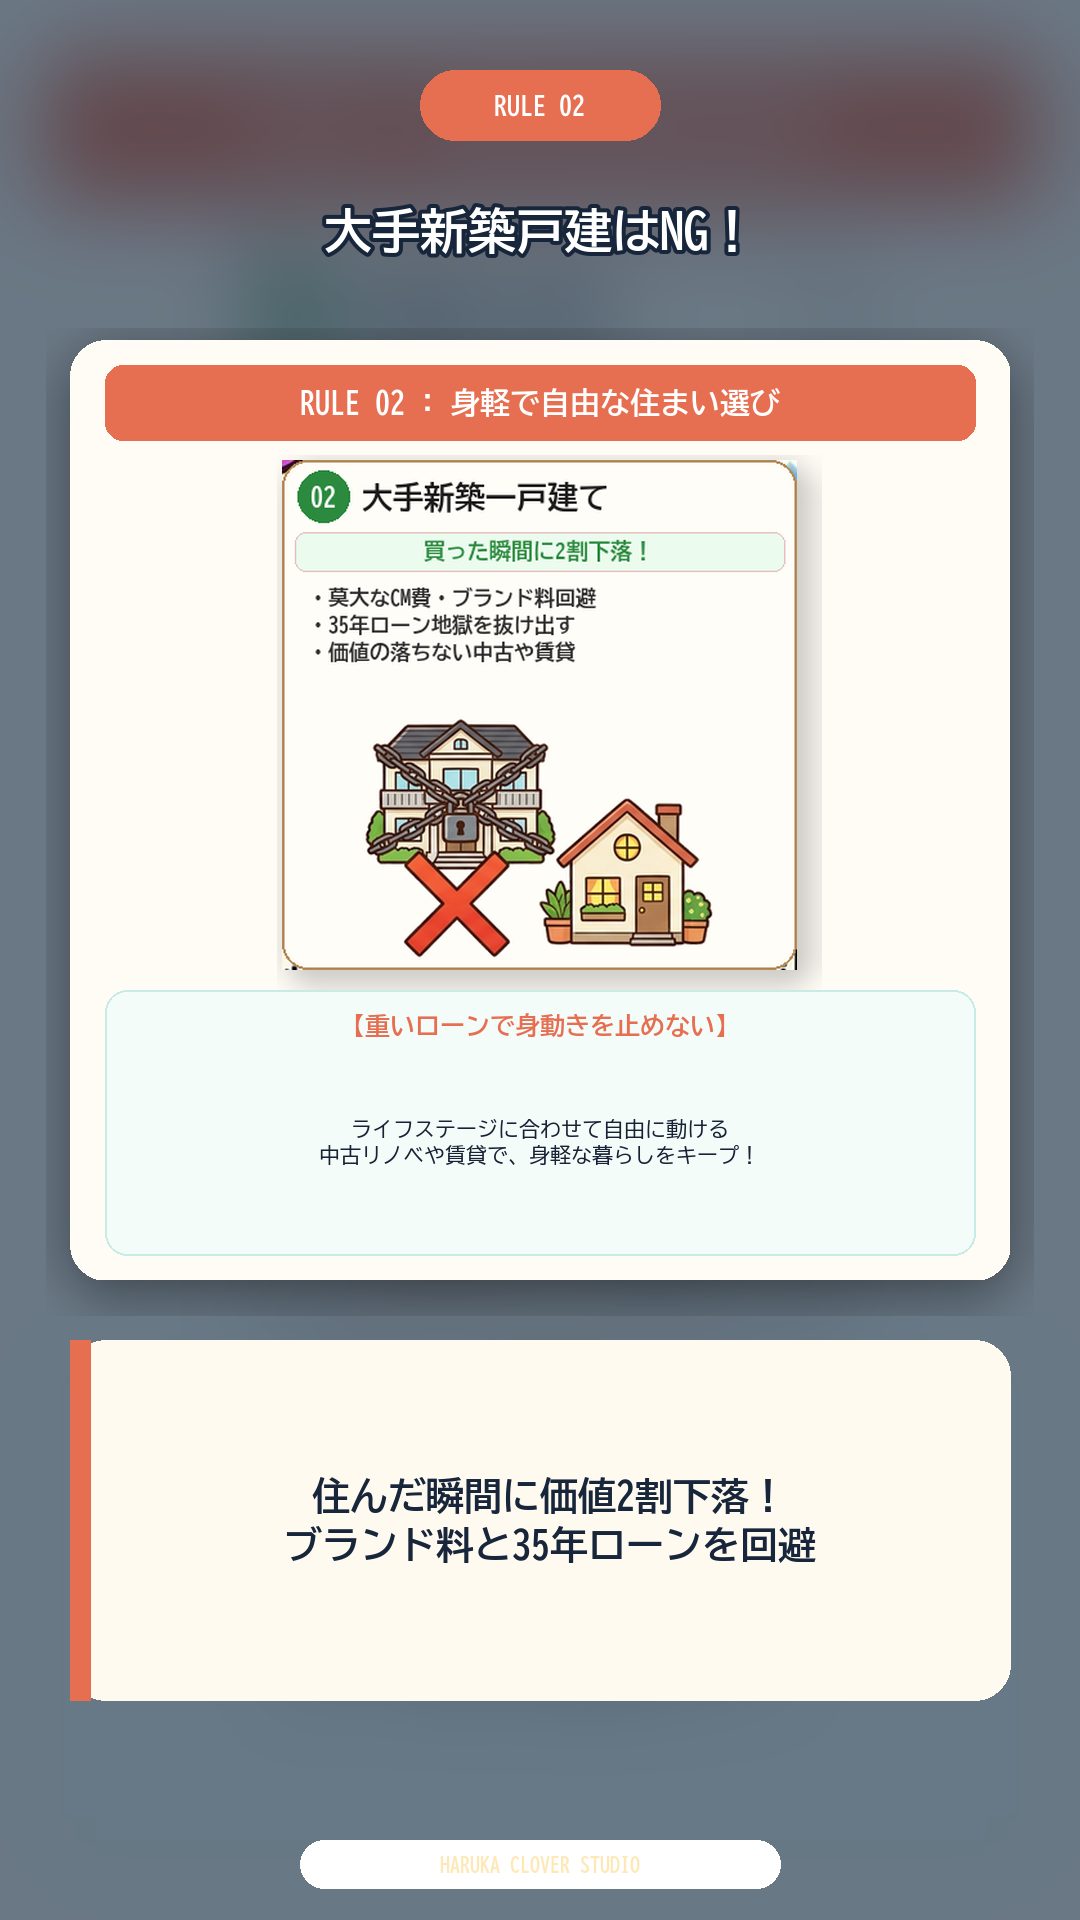 RULE 02
大手新築戸建はNG！
RULE 02 : 身軽で自由な住まい選び
02 大手新築一戸建て
買った瞬間に2割下落！
・莫大なCM費・ブランド料回避
・35年ローン地獄を抜け出す
・価値の落ちない中古や賃貸
【重いローンで身動きを止めない】
ライフステージに合わせて自由に動ける
中古リノベや賃貸で、身軽な暮らしをキープ！
住んだ瞬間に価値2割下落！
ブランド料と35年ローンを回避
HARUKA CLOVER STUDIO